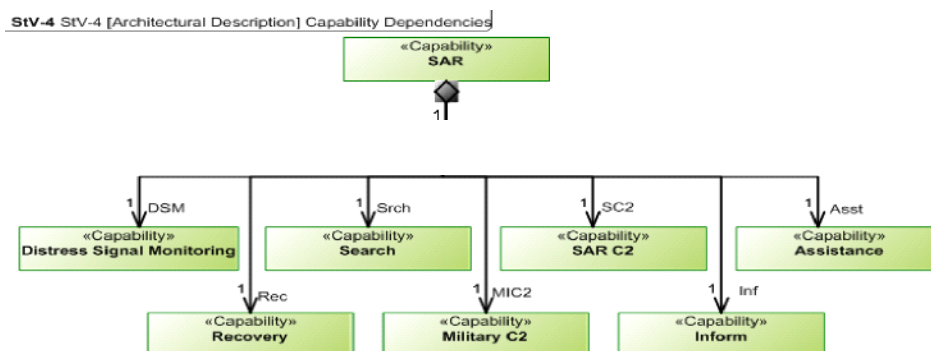 StV-4 StV-4 [Architectural Description] Capability Dependencies
«Capability»
SAR
1
1 DSM
1 Srch
1 SC2
1 Asst
«Capability»
Distress Signal Monitoring
«Capability»
Search
«Capability»
SAR C2
«Capability»
Assistance
1 Rec
1 MIC2
1 Inf
«Capability»
Recovery
«Capability»
Military C2
«Capability»
Inform